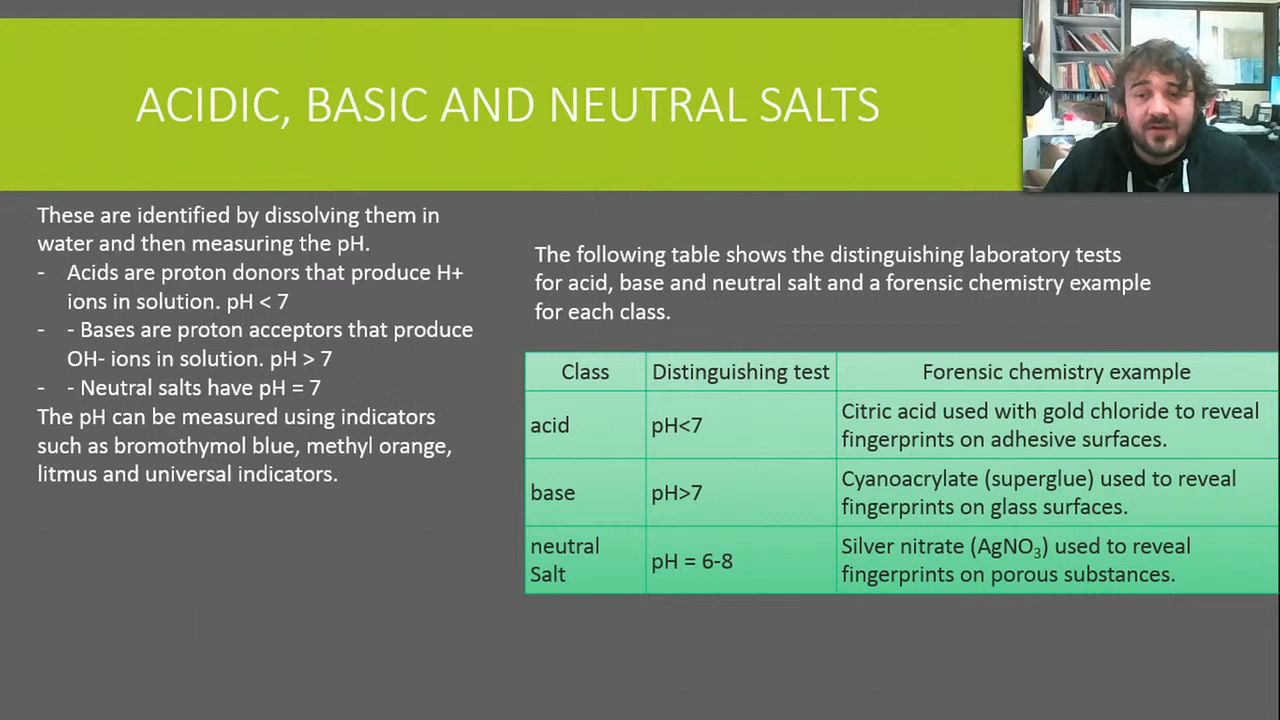 ACIDIC, BASIC AND NEUTRAL SALTS
These are identified by dissolving them in
water and then measuring the pH.
- Acids are proton donors that produce H+
ions in solution. pH < 7
- - Bases are proton acceptors that produce
OH- ions in solution. pH > 7
- - Neutral salts have pH = 7
The pH can be measured using indicators
such as bromothymol blue, methyl orange,
litmus and universal indicators.
The following table shows the distinguishing laboratory tests
for acid, base and neutral salt and a forensic chemistry example
for each class.
Class Distinguishing test Forensic chemistry example
acid pH<7 Citric acid used with gold chloride to reveal
fingerprints on adhesive surfaces.
base pH>7 Cyanoacrylate (superglue) used to reveal
fingerprints on glass surfaces.
neutral
Salt pH = 6-8 Silver nitrate (AgNO₃) used to reveal
fingerprints on porous substances.